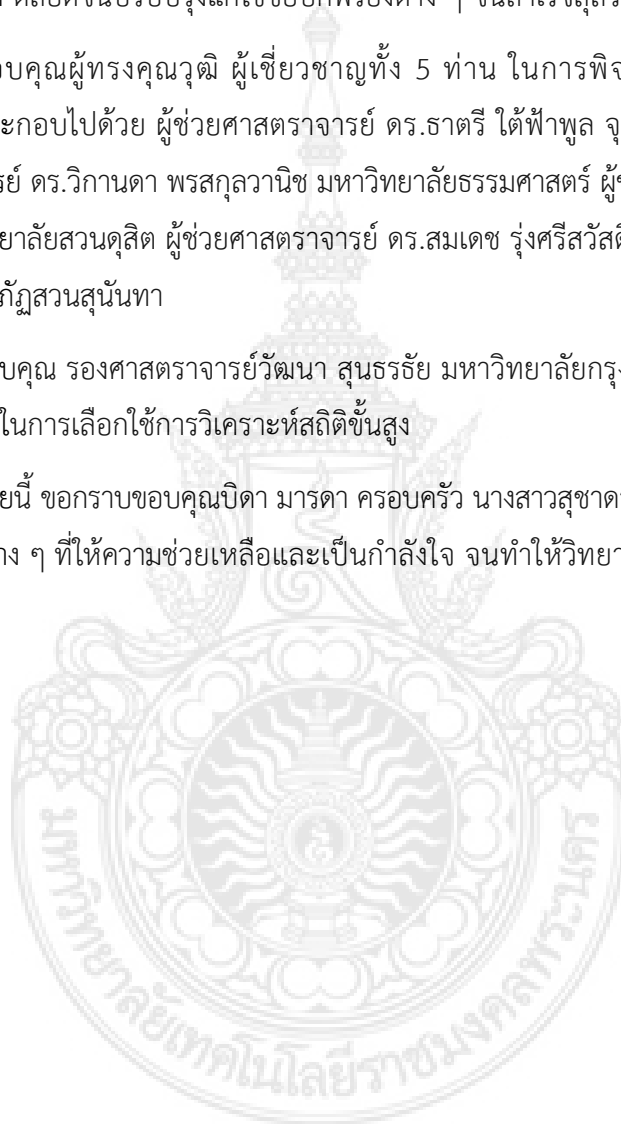 ตลอดจนปรับปรุงแก้ไขข้อบกพร่องต่าง ๆ จนสำเร็จลุล
อบคุณผู้ทรงคุณวุฒิ ผู้เชี่ยวชาญทั้ง 5 ท่าน ในการพิจ
ะกอบไปด้วย ผู้ช่วยศาสตราจารย์ ดร.ธาตรี ใต้ฟ้าพูล จุ
รย์ ดร.วิกานดา พรสกุลวานิช มหาวิทยาลัยธรรมศาสตร์ ผู้ช
ยาลัยสวนดุสิต ผู้ช่วยศาสตราจารย์ ดร.สมเดช รุ่งศรีสวัสดิ
ภัฏสวนสุนันทา
บคุณ รองศาสตราจารย์วัฒนา สุนธรธัย มหาวิทยาลัยกรุง
ในการเลือกใช้การวิเคราะห์สถิติขั้นสูง
ยนี้ ขอกราบขอบคุณบิดา มารดา ครอบครัว นางสาวสุชาดา
าง ๆ ที่ให้ความช่วยเหลือและเป็นกำลังใจ จนทำให้วิทยา
มหาวิทยาลัยเทคโนโลยีราชมงคลพระนคร